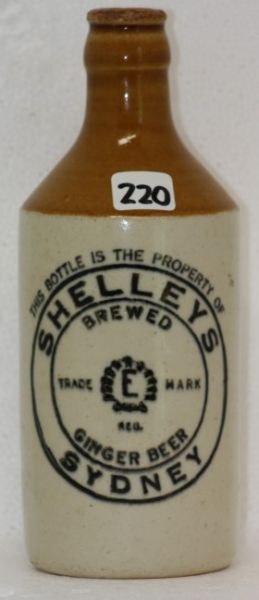 220
THIS BOTTLE IS THE PROPERTY OF
SHELLEYS
BREWED
TRADE E MARK
REG.
GINGER BEER
SYDNEY